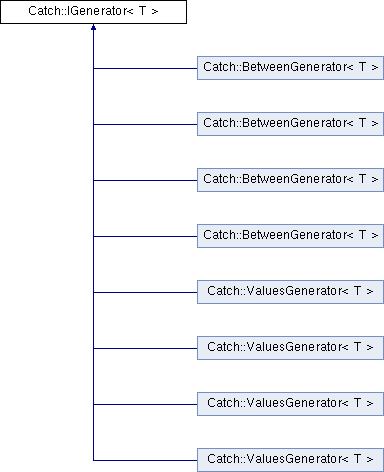 Catch::IGenerator< T >
Catch::BetweenGenerator< T >
Catch::BetweenGenerator< T >
Catch::BetweenGenerator< T >
Catch::BetweenGenerator< T >
Catch::ValuesGenerator< T >
Catch::ValuesGenerator< T >
Catch::ValuesGenerator< T >
Catch::ValuesGenerator< T >